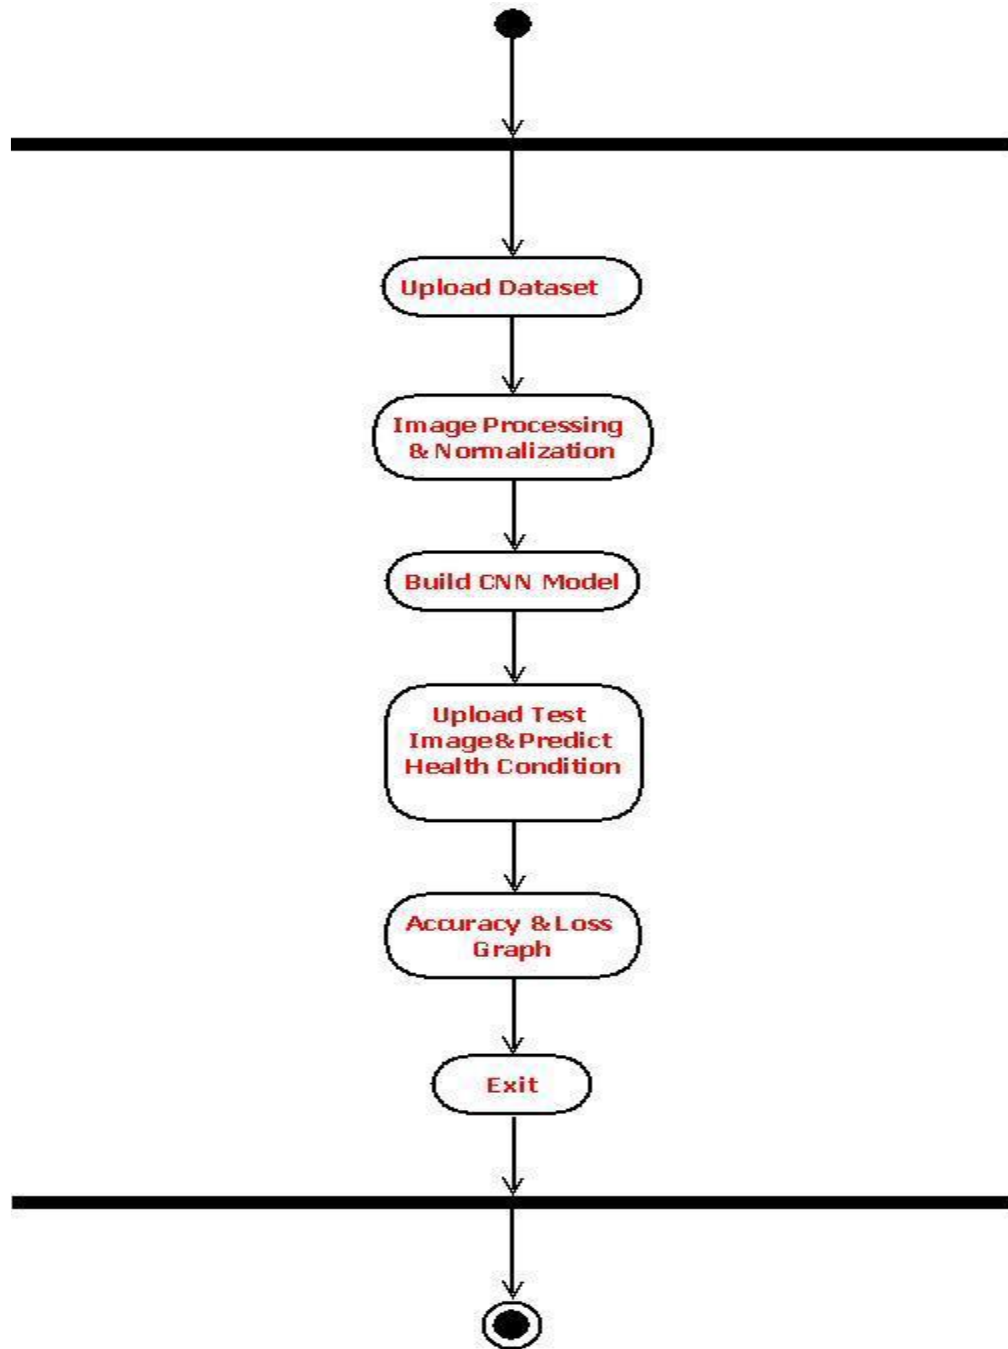 Upload Dataset
Image Processing
& Normalization
Build CNN Model
Upload Test
Image& Predict
Health Condition
Accuracy & Loss
Graph
Exit